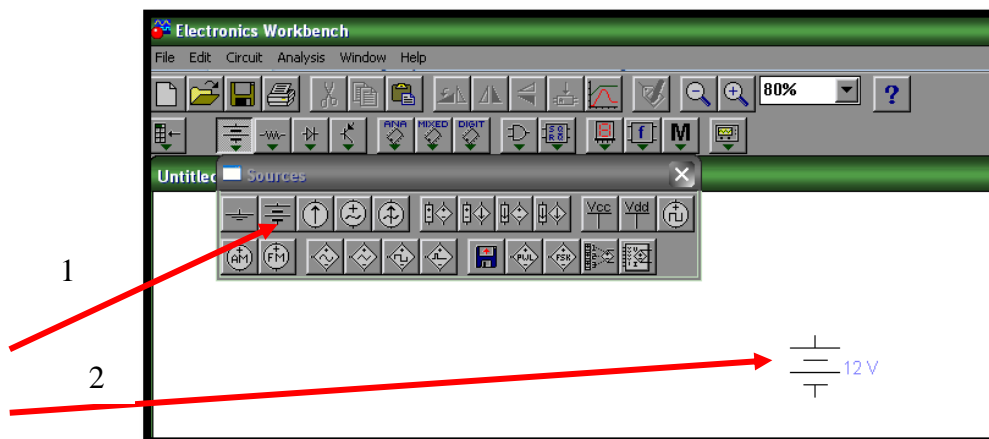 Electronics Workbench
File Edit Circuit Analysis Window Help
80% ?
ANA MIXED DIGIT M
Untitled Sources
Vcc Vdd
AM FM PWL FSK
1
2
12 V